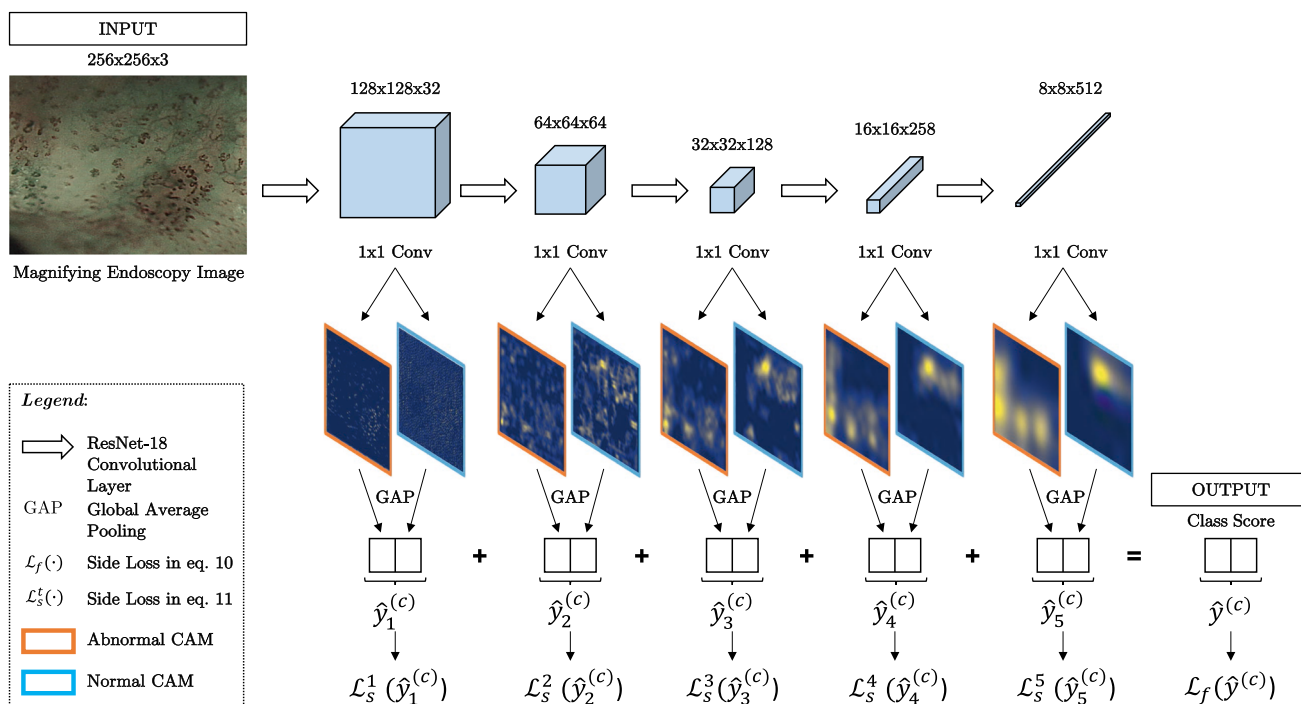 INPUT
256x256x3
Magnifying Endoscopy Image
128x128x32
64x64x64
32x32x128
16x16x258
8x8x512
1x1 Conv
1x1 Conv
1x1 Conv
1x1 Conv
1x1 Conv
GAP
GAP
GAP
GAP
GAP
+
+
+
+
=
OUTPUT
Class Score
ŷ₁⁽ᶜ⁾
ŷ₂⁽ᶜ⁾
ŷ₃⁽ᶜ⁾
ŷ₄⁽ᶜ⁾
ŷ₅⁽ᶜ⁾
ŷ⁽ᶜ⁾
ℒₛ¹ (ŷ₁⁽ᶜ⁾)
ℒₛ² (ŷ₂⁽ᶜ⁾)
ℒₛ³(ŷ₃⁽ᶜ⁾)
ℒₛ⁴ (ŷ₄⁽ᶜ⁾)
ℒₛ⁵ (ŷ₅⁽ᶜ⁾)
ℒf(ŷ⁽ᶜ⁾)
Legend:
ResNet-18
Convolutional
Layer
GAP Global Average
Pooling
ℒf(·) Side Loss in eq. 10
ℒₛᵗ(·) Side Loss in eq. 11
Abnormal CAM
Normal CAM